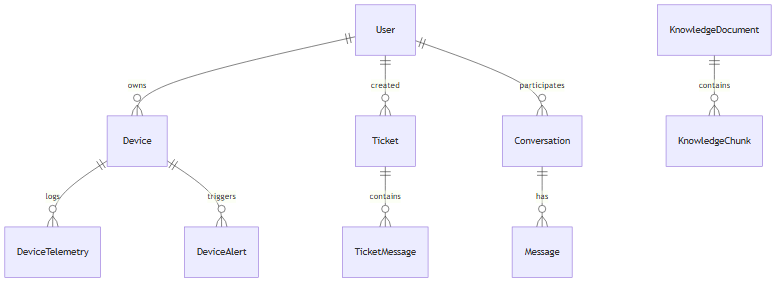 User
KnowledgeDocument
owns
created
participates
contains
Device
Ticket
Conversation
KnowledgeChunk
logs
triggers
contains
has
DeviceTelemetry
DeviceAlert
TicketMessage
Message